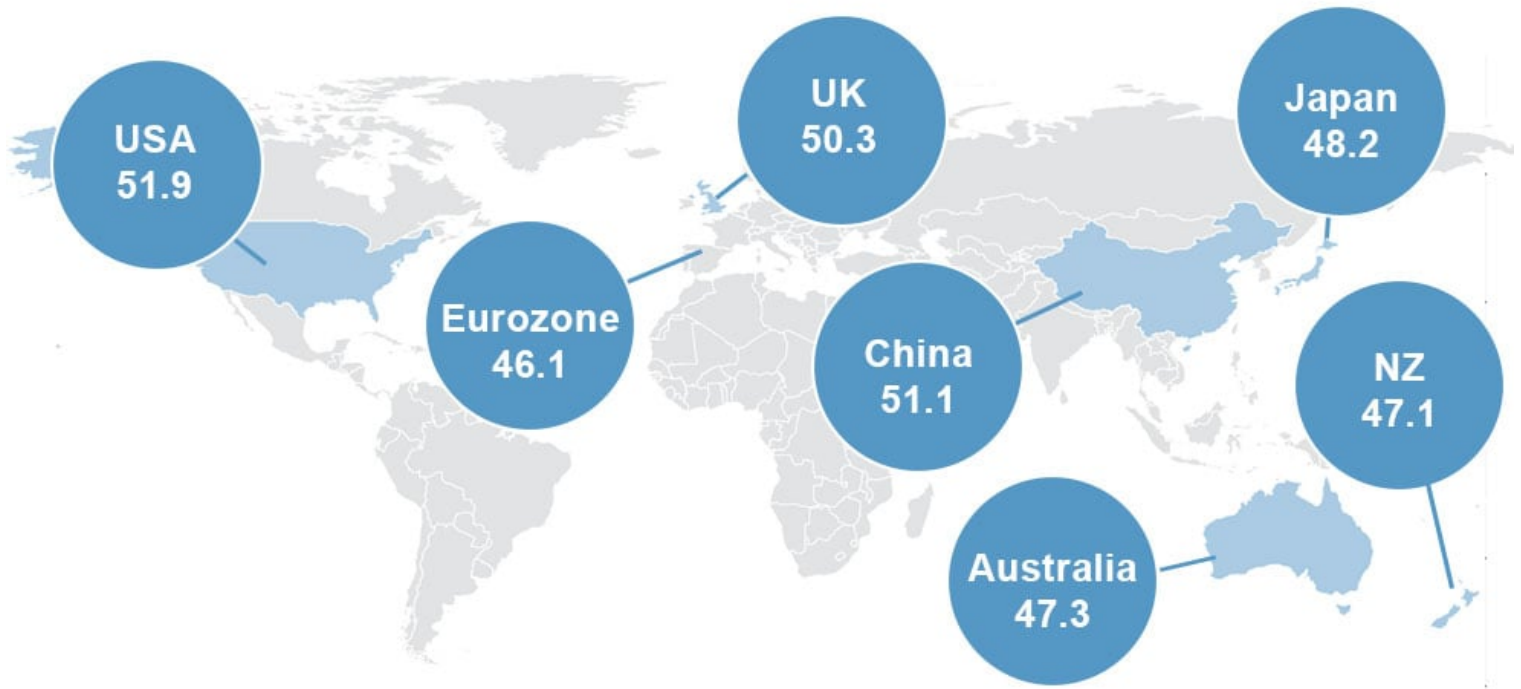 USA
51.9
UK
50.3
Japan
48.2
Eurozone
46.1
China
51.1
NZ
47.1
Australia
47.3